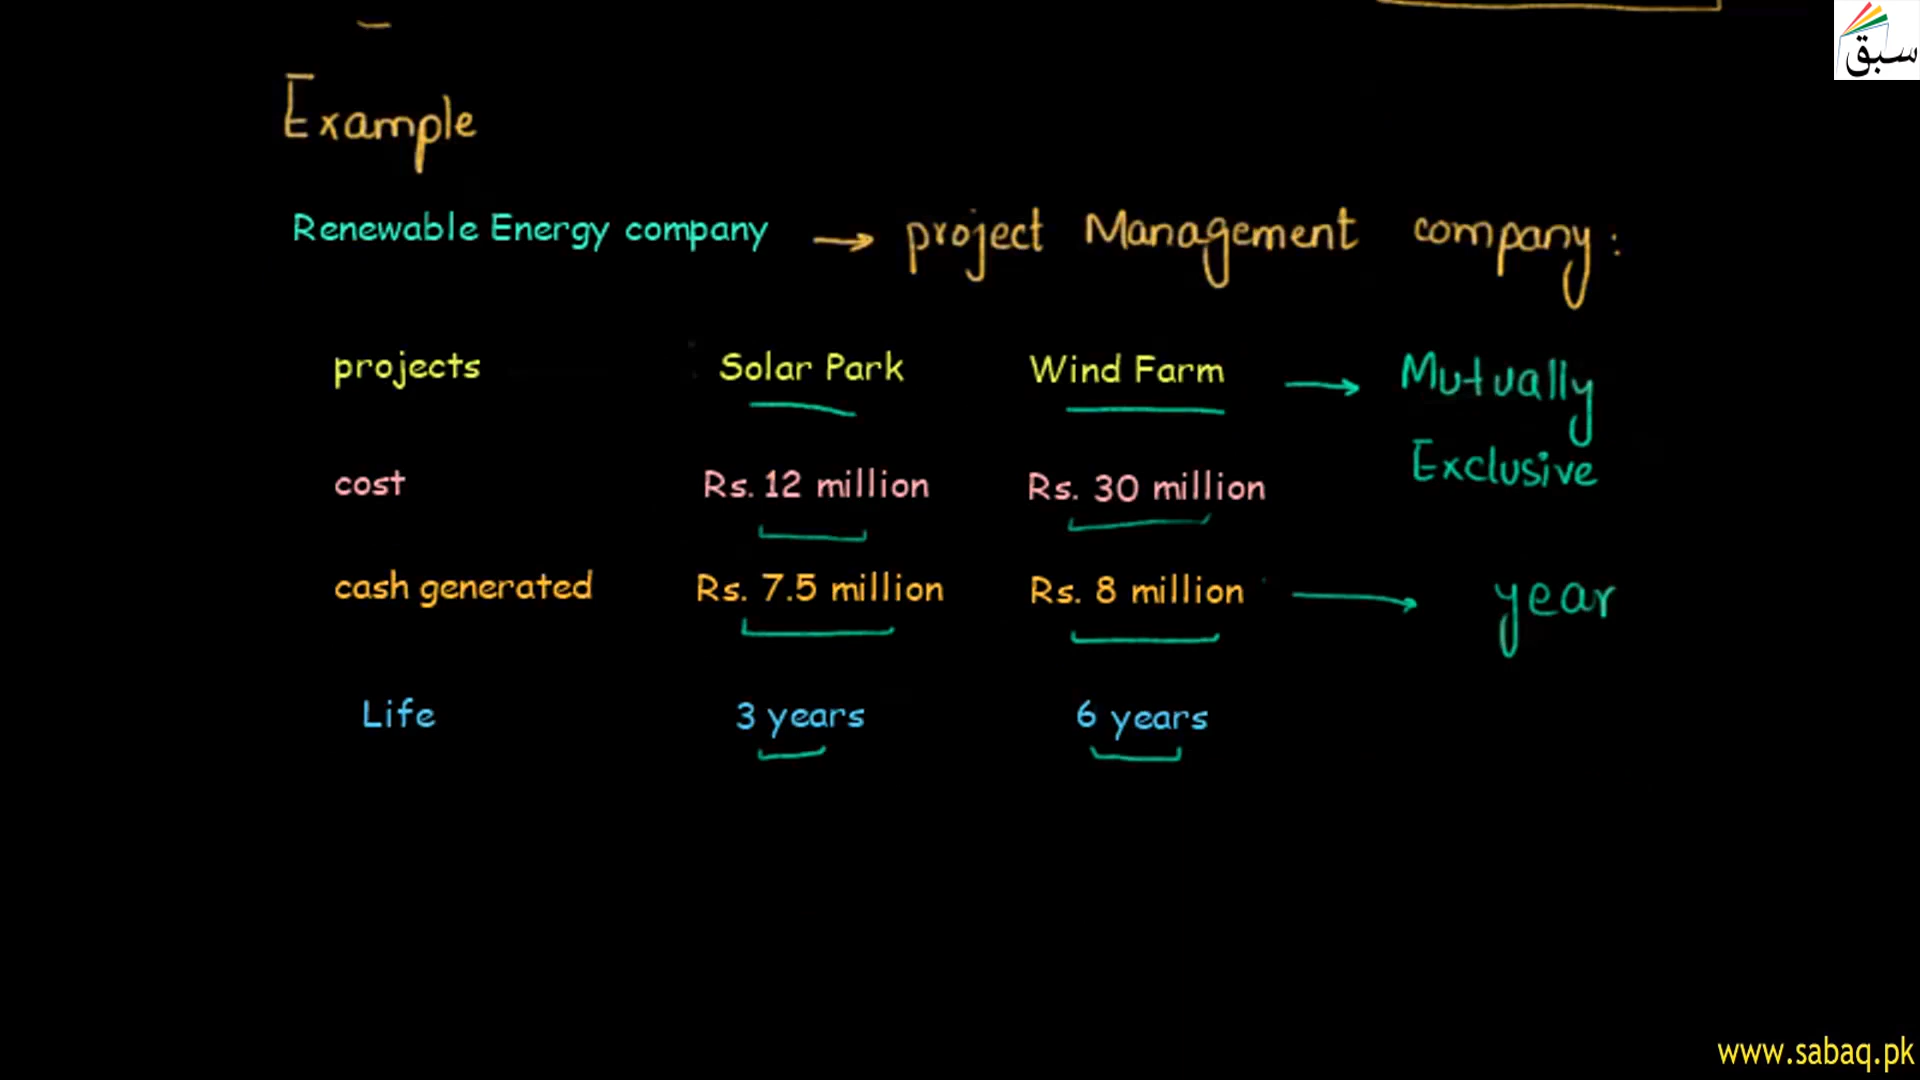 سبق
Example
Renewable Energy company → project Management company:
projects Solar Park Wind Farm → Mutually
Exclusive
cost Rs. 12 million Rs. 30 million
cash generated Rs. 7.5 million Rs. 8 million → year
Life 3 years 6 years
www.sabaq.pk